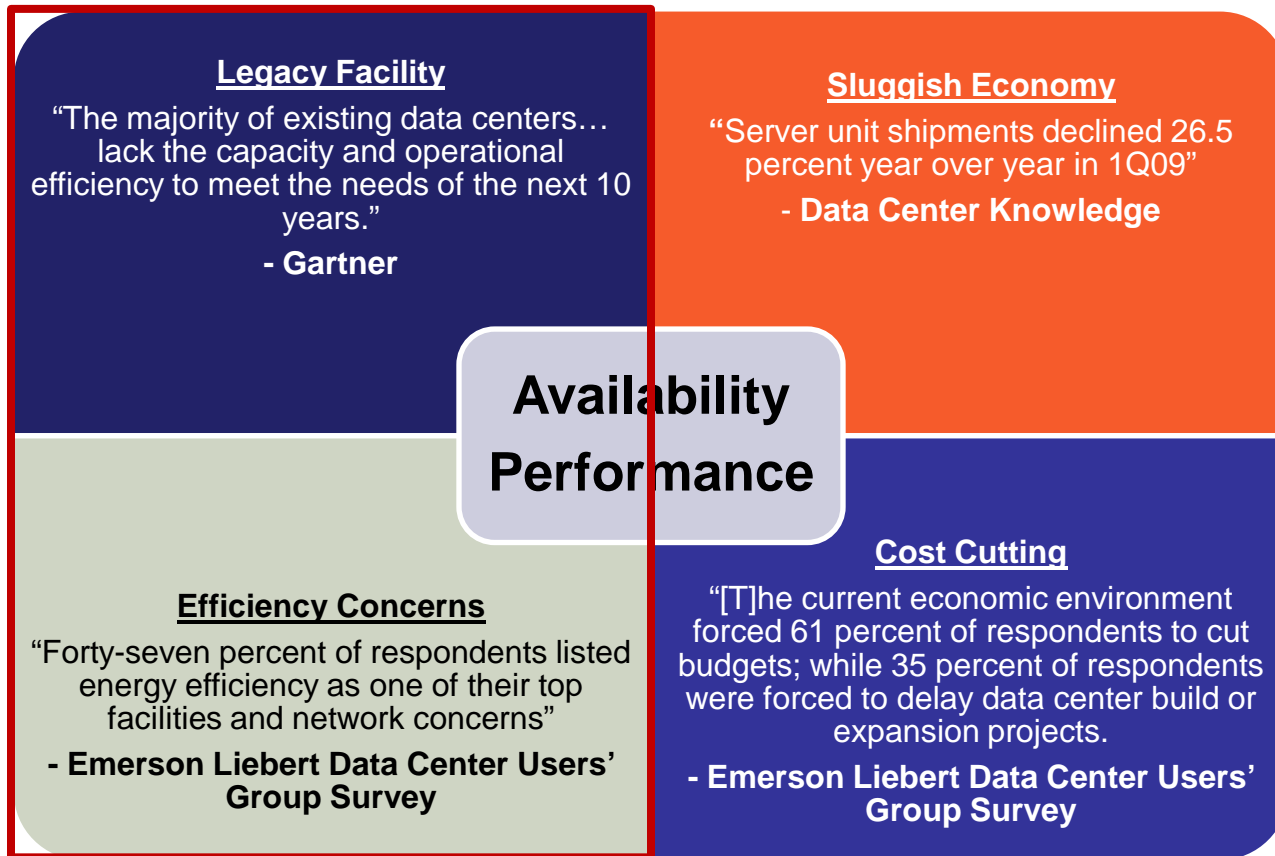 Legacy Facility
“The majority of existing data centers…
lack the capacity and operational
efficiency to meet the needs of the next 10
years.”
- Gartner
Sluggish Economy
“Server unit shipments declined 26.5
percent year over year in 1Q09”
- Data Center Knowledge
Availability
Performance
Efficiency Concerns
“Forty-seven percent of respondents listed
energy efficiency as one of their top
facilities and network concerns”
- Emerson Liebert Data Center Users’
Group Survey
Cost Cutting
“[T]he current economic environment
forced 61 percent of respondents to cut
budgets; while 35 percent of respondents
were forced to delay data center build or
expansion projects.
- Emerson Liebert Data Center Users’
Group Survey